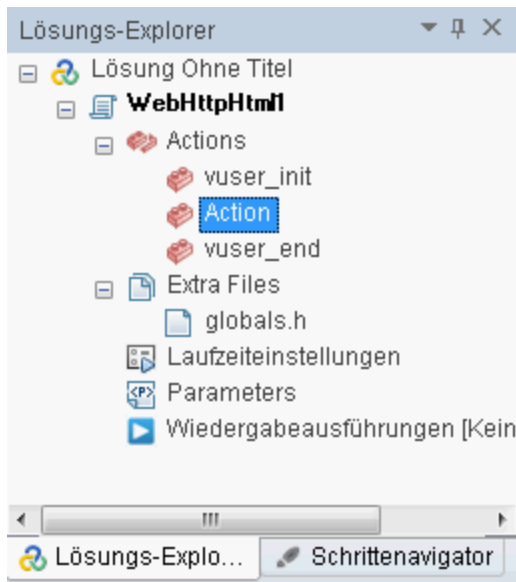 Lösungs-Explorer
Lösung Ohne Titel
WebHttpHtml1
Actions
vuser_init
Action
vuser_end
Extra Files
globals.h
Laufzeiteinstellungen
<P> Parameters
Wiedergabeausführungen [Kein
Lösungs-Explo... Schrittenavigator